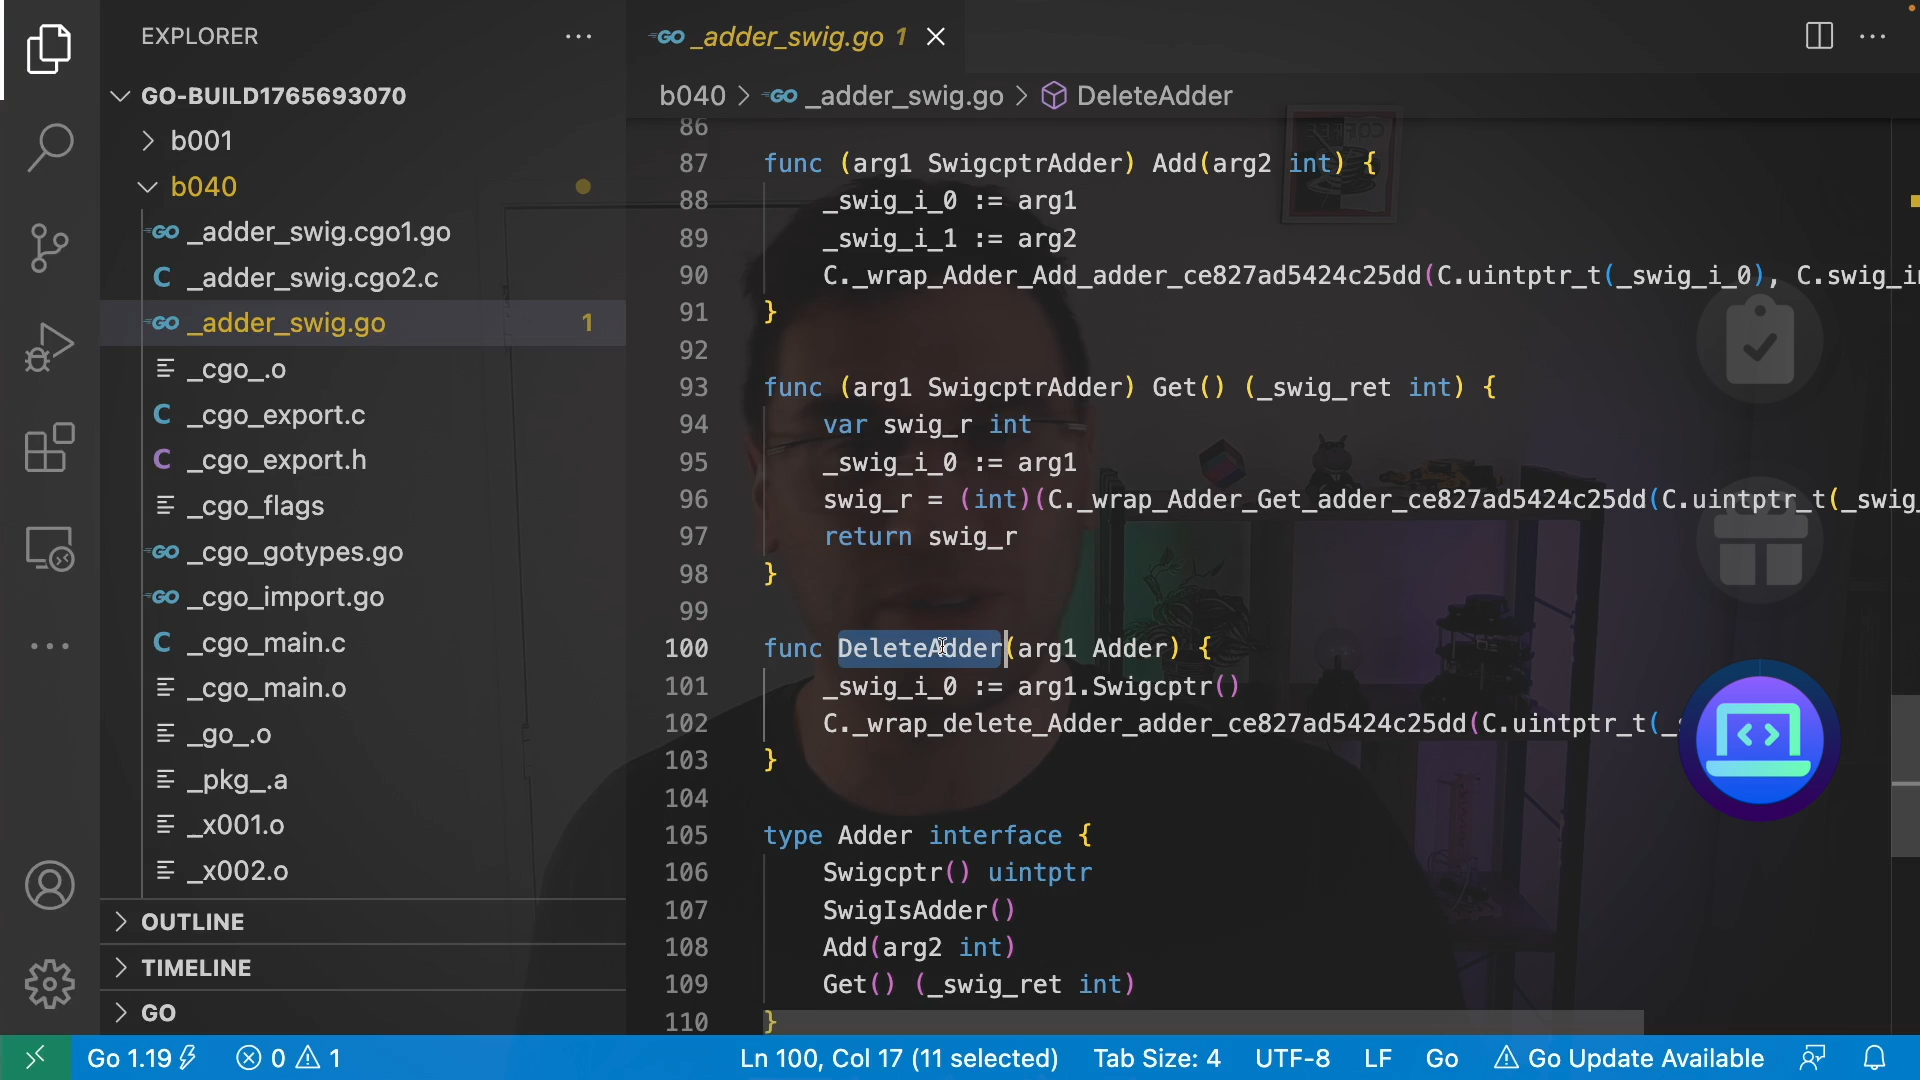 EXPLORER
_adder_swig.go 1
GO-BUILD1765693070
b001
b040
_adder_swig.cgo1.go
_adder_swig.cgo2.c
_adder_swig.go 1
_cgo_.o
_cgo_export.c
_cgo_export.h
_cgo_flags
_cgo_gotypes.go
_cgo_import.go
_cgo_main.c
_cgo_main.o
_go_.o
_pkg_.a
_x001.o
_x002.o
OUTLINE
TIMELINE
GO
b040 > _adder_swig.go > DeleteAdder
86
87 func (arg1 SwigcptrAdder) Add(arg2 int) {
88 _swig_i_0 := arg1
89 _swig_i_1 := arg2
90 C._wrap_Adder_Add_adder_ce827ad5424c25dd(C.uintptr_t(_swig_i_0), C.swig_i
91 }
92
93 func (arg1 SwigcptrAdder) Get() (_swig_ret int) {
94 var swig_r int
95 _swig_i_0 := arg1
96 swig_r = (int)(C._wrap_Adder_Get_adder_ce827ad5424c25dd(C.uintptr_t(_swig_
97 return swig_r
98 }
99
100 func DeleteAdder(arg1 Adder) {
101 _swig_i_0 := arg1.Swigcptr()
102 C._wrap_delete_Adder_adder_ce827ad5424c25dd(C.uintptr_t(_s
103 }
104
105 type Adder interface {
106 Swigcptr() uintptr
107 SwigIsAdder()
108 Add(arg2 int)
109 Get() (_swig_ret int)
110 }
Go 1.19 0 1 Ln 100, Col 17 (11 selected) Tab Size: 4 UTF-8 LF Go Go Update Available